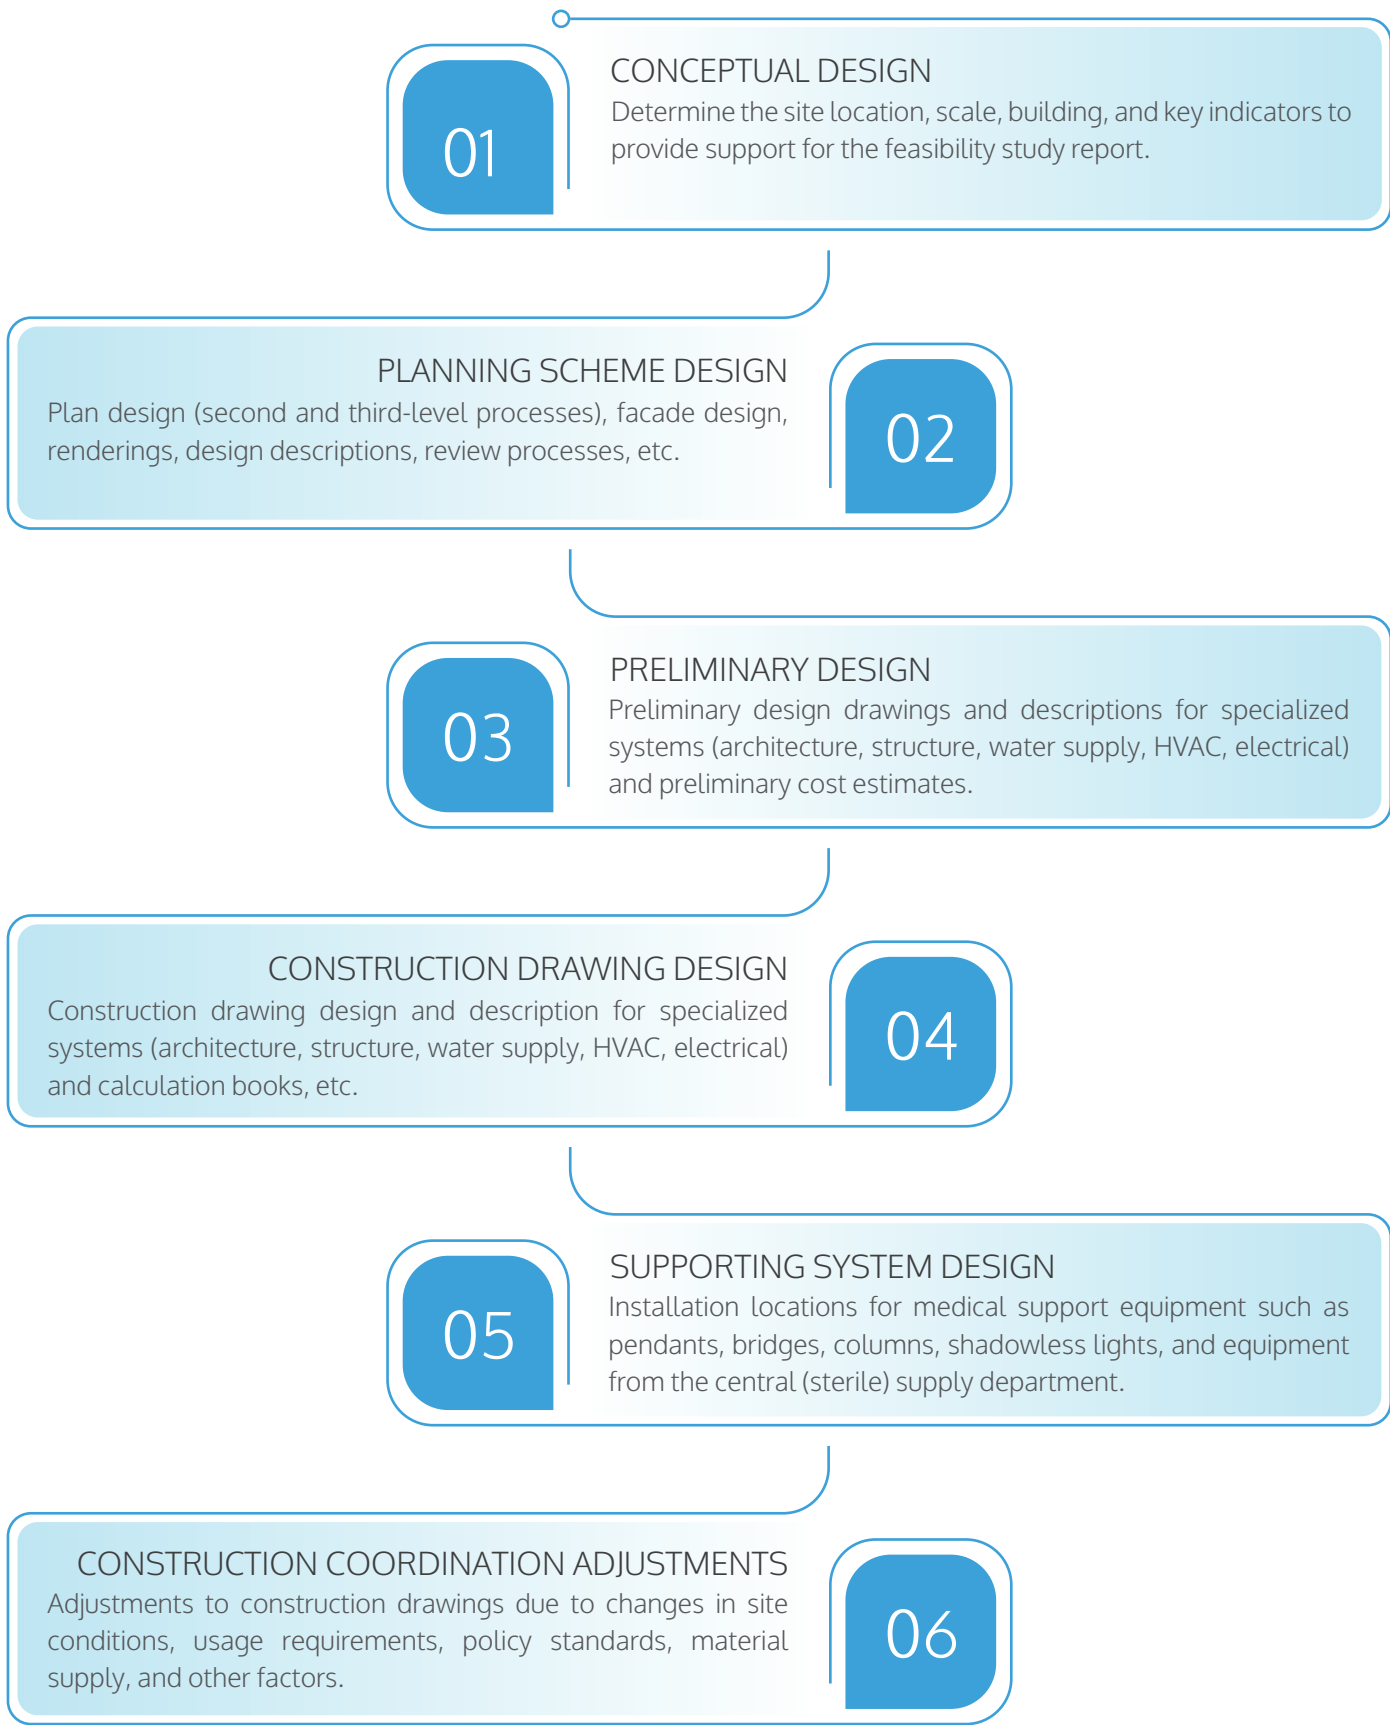 01
CONCEPTUAL DESIGN
Determine the site location, scale, building, and key indicators to
provide support for the feasibility study report.
PLANNING SCHEME DESIGN
Plan design (second and third-level processes), facade design,
renderings, design descriptions, review processes, etc.
02
03
PRELIMINARY DESIGN
Preliminary design drawings and descriptions for specialized
systems (architecture, structure, water supply, HVAC, electrical)
and preliminary cost estimates.
CONSTRUCTION DRAWING DESIGN
Construction drawing design and description for specialized
systems (architecture, structure, water supply, HVAC, electrical)
and calculation books, etc.
04
05
SUPPORTING SYSTEM DESIGN
Installation locations for medical support equipment such as
pendants, bridges, columns, shadowless lights, and equipment
from the central (sterile) supply department.
CONSTRUCTION COORDINATION ADJUSTMENTS
Adjustments to construction drawings due to changes in site
conditions, usage requirements, policy standards, material
supply, and other factors.
06